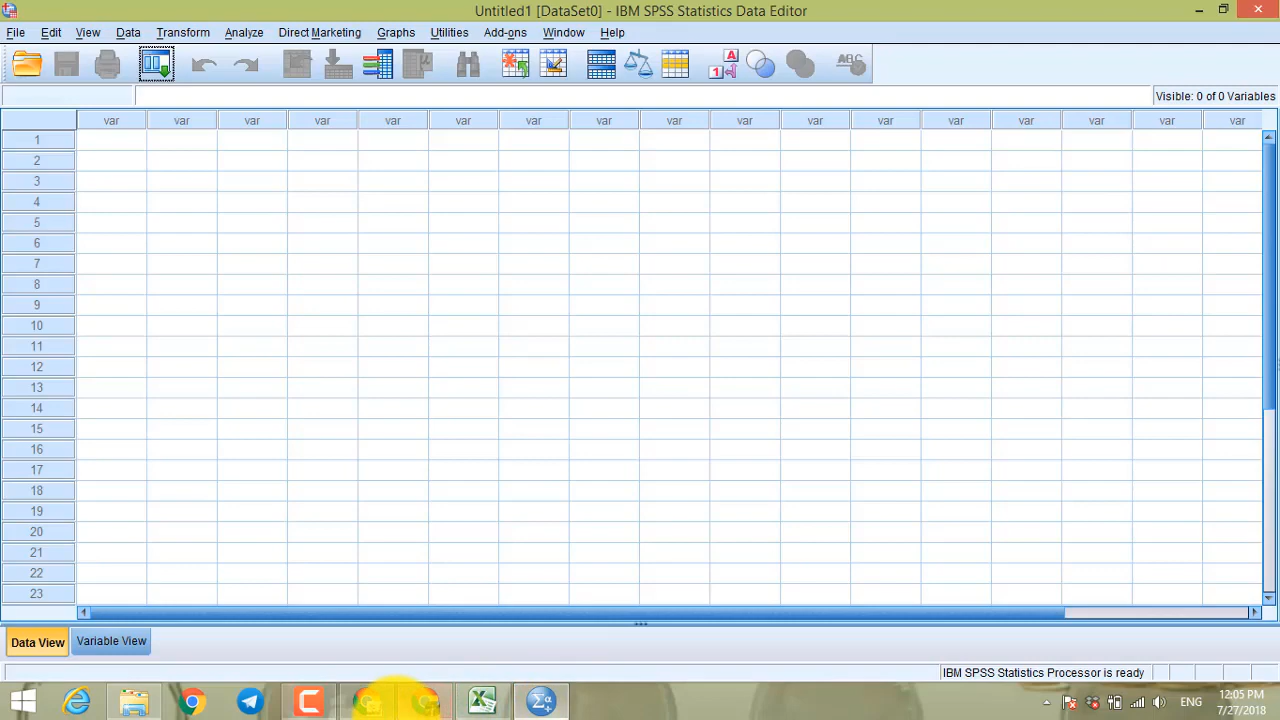 Untitled1 [DataSet0] - IBM SPSS Statistics Data Editor
File Edit View Data Transform Analyze Direct Marketing Graphs Utilities Add-ons Window Help
A
1
ABC
Visible: 0 of 0 Variables
var var var var var var var var var var var var var var var var var
1
2
3
4
5
6
7
8
9
10
11
12
13
14
15
16
17
18
19
20
21
22
23
Data View Variable View
IBM SPSS Statistics Processor is ready
ENG
12:05 PM
7/27/2018